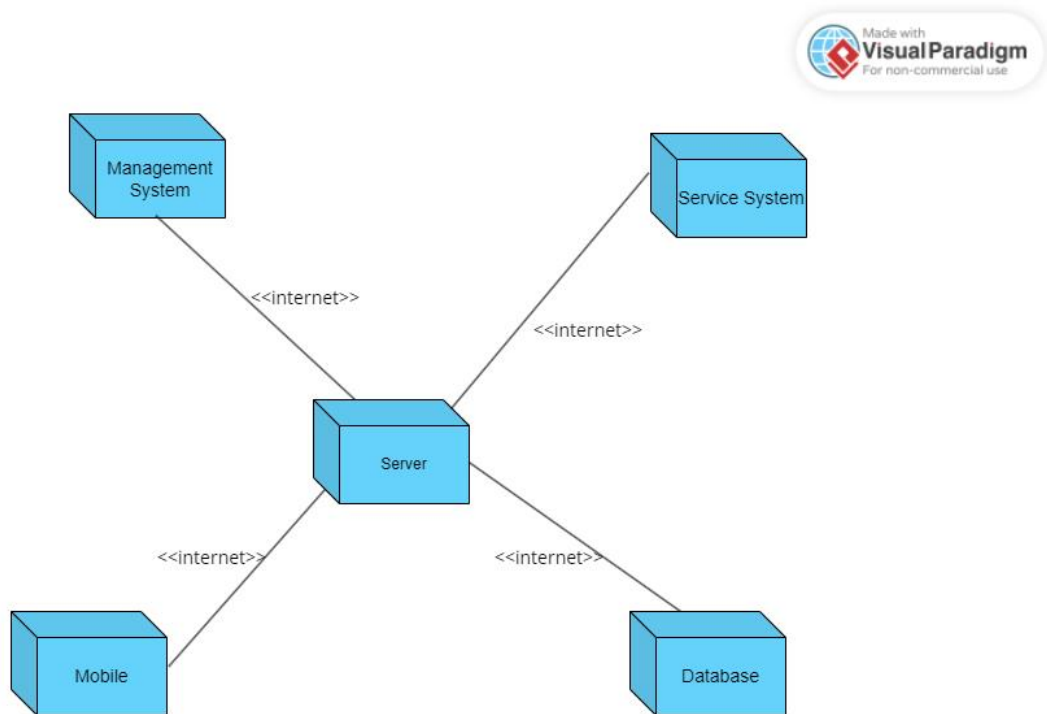 Made with
Visual Paradigm
For non-commercial use
Management
System
Service System
<<internet>>
<<internet>>
Server
<<internet>>
<<internet>>
Mobile
Database